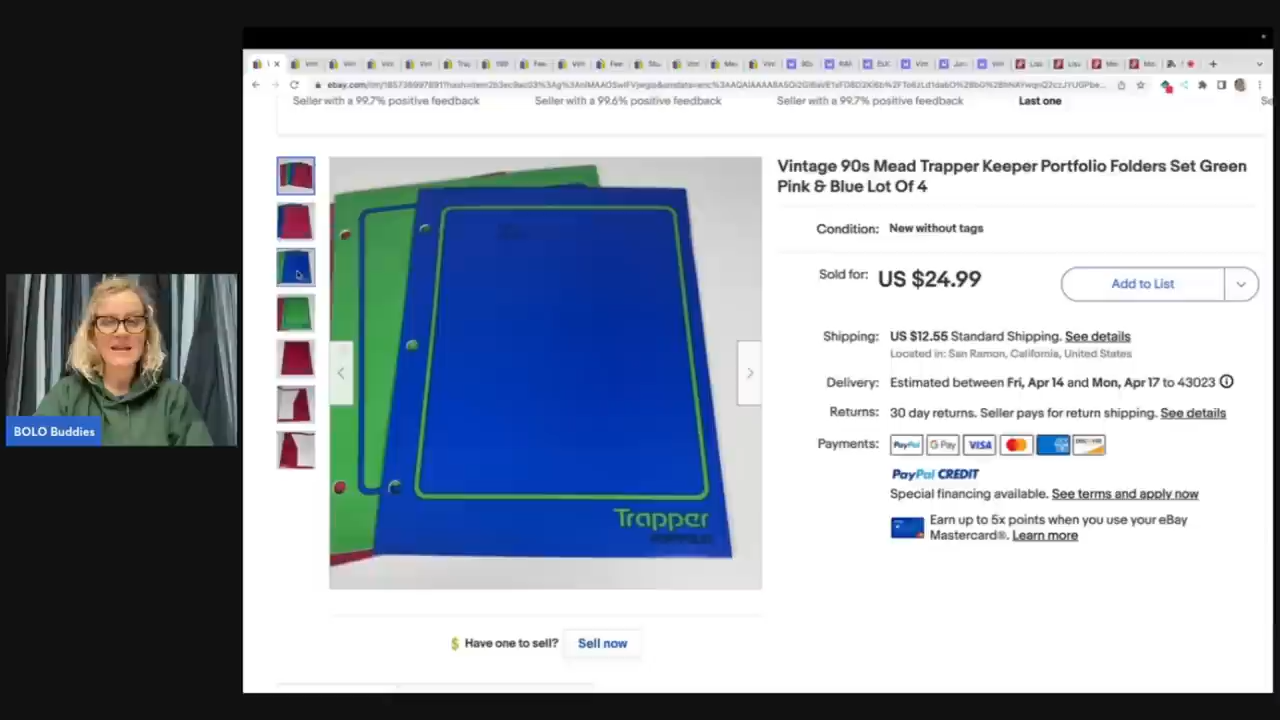 Seller with a 99.7% positive feedback
Seller with a 99.6% positive feedback
Seller with a 99.7% positive feedback
Last one
Vintage 90s Mead Trapper Keeper Portfolio Folders Set Green
Pink & Blue Lot Of 4
Condition: New without tags
Sold for: US $24.99
Add to List
Shipping: US $12.55 Standard Shipping. See details
Located in: San Ramon, California, United States
Delivery: Estimated between Fri, Apr 14 and Mon, Apr 17 to 43023
Returns: 30 day returns. Seller pays for return shipping. See details
Payments: PayPal G Pay VISA DISCOVER
PayPal CREDIT
Special financing available. See terms and apply now
Earn up to 5x points when you use your eBay
Mastercard®. Learn more
Trapper
BOLO Buddies
$ Have one to sell? Sell now